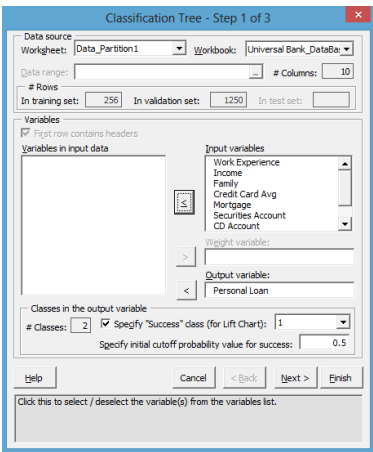 Classification Tree - Step 1 of 3
x
Data source
Worksheet: Data_Partition1 Workbook: Universal Bank_DataBa:
Data range: ... # Columns: 10
# Rows
In training set: 256 In validation set: 1250 In test set:
Variables
First row contains headers
Variables in input data
Input variables
Work Experience
Income
Family
Credit Card Avg
Mortgage
Securities Account
CD Account
<
Weight variable:
>
Output variable:
< Personal Loan
Classes in the output variable
# Classes: 2 Specify "Success" class (for Lift Chart): 1
Specify initial cutoff probability value for success: 0.5
Help Cancel < Back Next > Finish
Click this to select / deselect the variable(s) from the variables list.